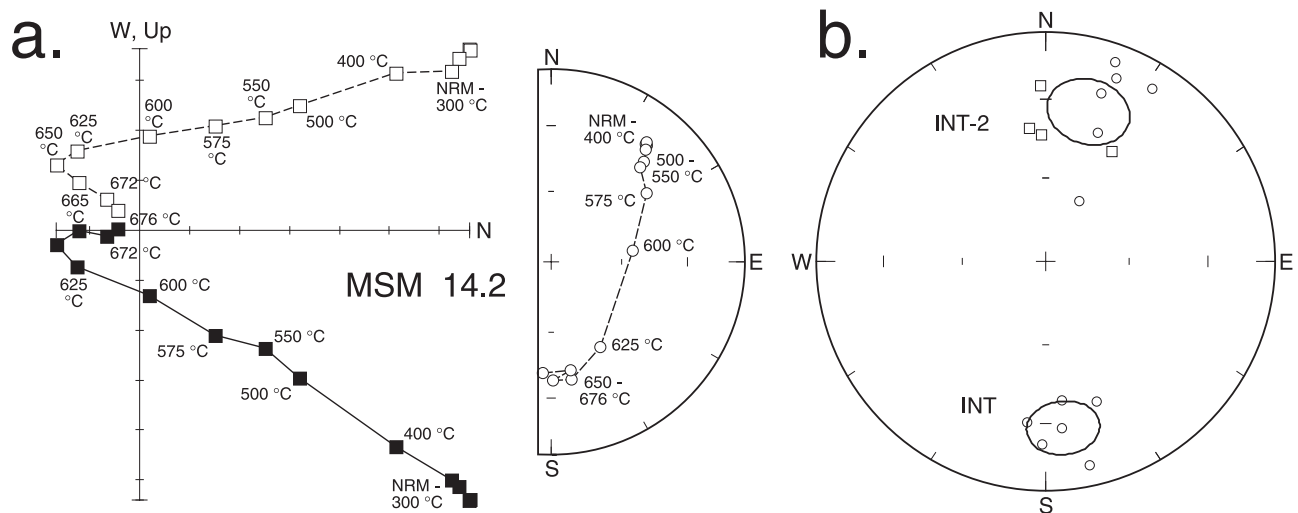 a.
W, Up
650
°C
625
°C
600
°C
575
°C
550
°C
500 °C
400 °C
NRM -
300 °C
672 °C
665
°C
676 °C
N
672 °C
625
°C
600 °C
MSM 14.2
575 °C
550 °C
500 °C
400 °C
NRM -
300 °C
N
NRM -
400 °C
500 -
550 °C
575 °C
600 °C
E
625 °C
650 -
676 °C
S
b.
N
INT-2
W
E
INT
S